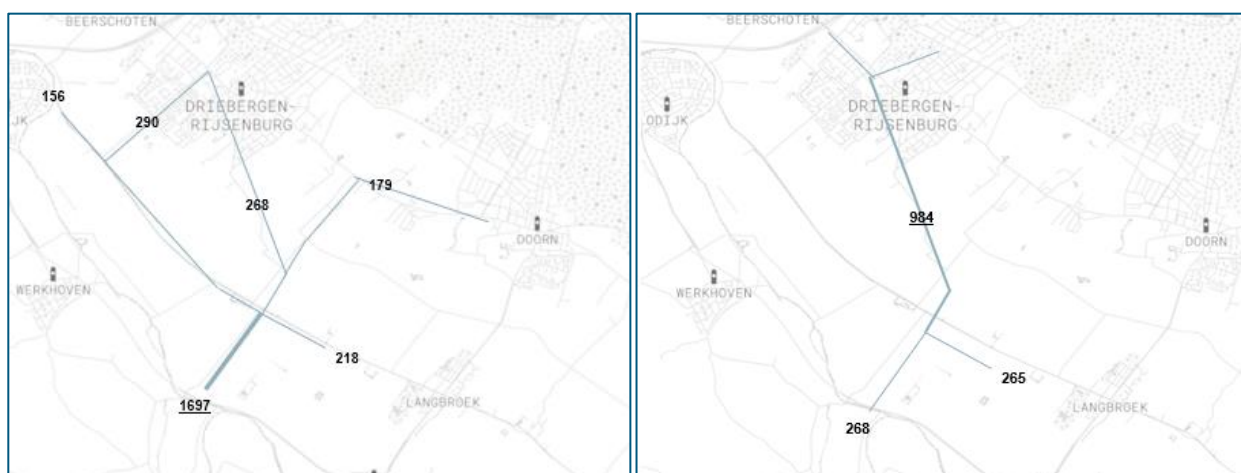 BEERSCHOTEN
156
JK
290
DRIEBERGEN-
RIJSENBURG
268
179
DOORN
WERKHOVEN
218
1697
LANGBROEK
BEERSCHOTEN
ODIJK
DRIEBERGEN-
RIJSENBURG
984
DOORN
WERKHOVEN
265
LANGBROEK
268